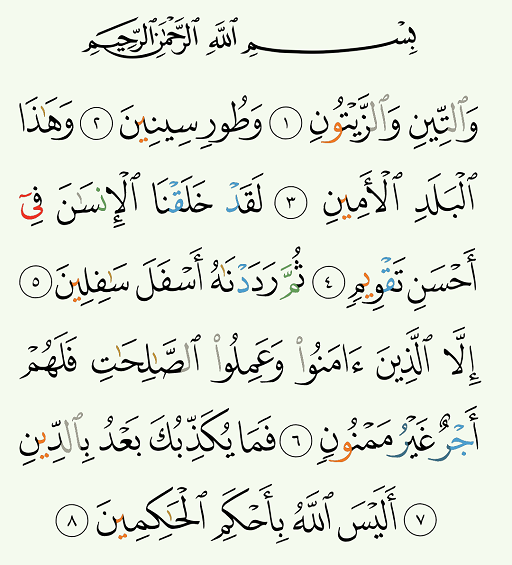 بِسْمِ ٱللَّهِ ٱلرَّحْمَٰنِ ٱلرَّحِيمِ
وَٱلتِّينِ وَٱلزَّيْتُونِ ١ وَطُورِ سِينِينَ ٢ وَهَٰذَا
ٱلْبَلَدِ ٱلْأَمِينِ ٣ لَقَدْ خَلَقْنَا ٱلْإِنسَٰنَ فِىٓ
أَحْسَنِ تَقْوِيمٍ ٤ ثُمَّ رَدَدْنَٰهُ أَسْفَلَ سَٰفِلِينَ ٥
إِلَّا ٱلَّذِينَ ءَامَنُوا۟ وَعَمِلُوا۟ ٱلصَّٰلِحَٰتِ فَلَهُمْ
أَجْرٌ غَيْرُ مَمْنُونٍ ٦ فَمَا يُكَذِّبُكَ بَعْدُ بِٱلدِّينِ
٧ أَلَيْسَ ٱللَّهُ بِأَحْكَمِ ٱلْحَٰكِمِينَ ٨